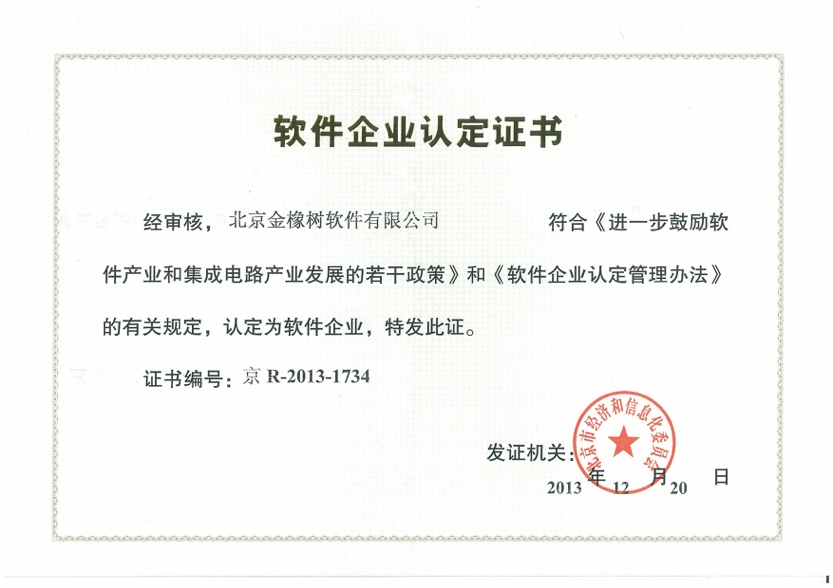 软件企业认定证书
经审核，北京金橡树软件有限公司 符合《进一步鼓励软
件产业和集成电路产业发展的若干政策》和《软件企业认定管理办法》
的有关规定，认定为软件企业，特发此证。
证书编号：京 R-2013-1734
发证机关：
北京市经济和信息化委员会
2013 年 12 月 20 日